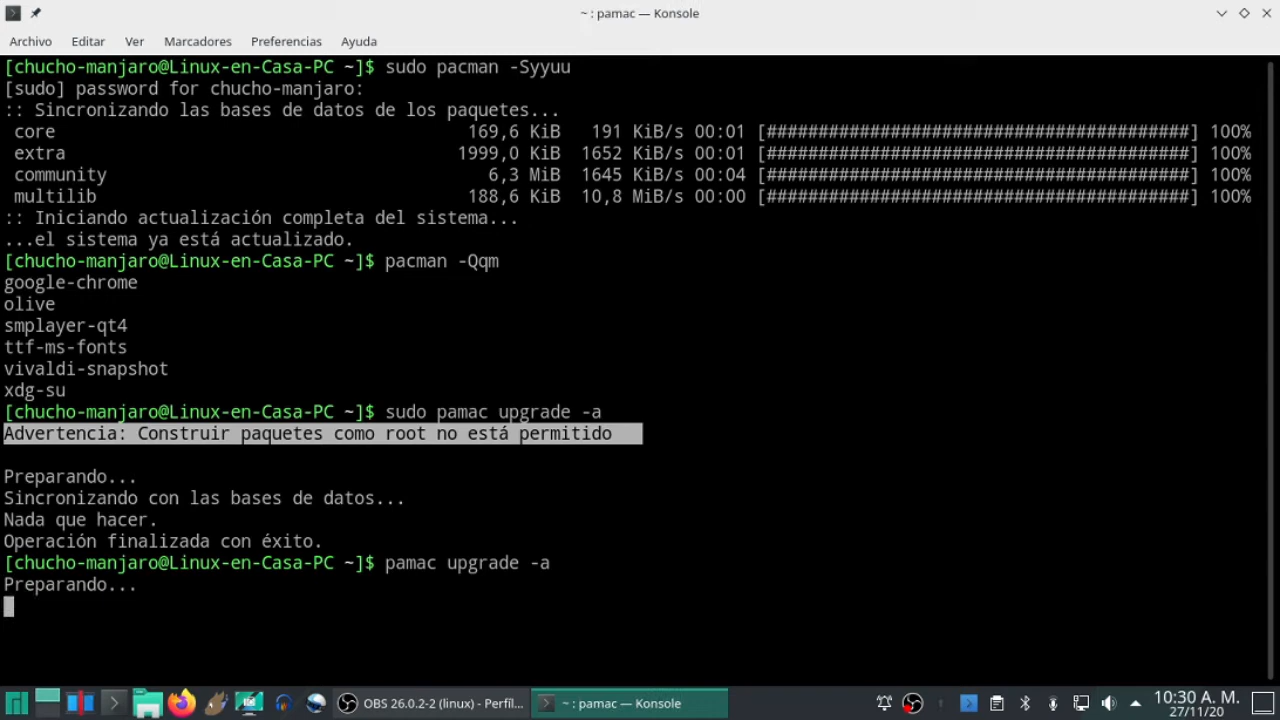 ~ : pamac — Konsole
Archivo Editar Ver Marcadores Preferencias Ayuda
[chucho-manjaro@Linux-en-Casa-PC ~]$ sudo pacman -Syyuu
[sudo] password for chucho-manjaro:
:: Sincronizando las bases de datos de los paquetes...
core 169,6 KiB 191 KiB/s 00:01 [#########################################] 100%
extra 1999,0 KiB 1652 KiB/s 00:01 [#########################################] 100%
community 6,3 MiB 1645 KiB/s 00:04 [#########################################] 100%
multilib 188,6 KiB 10,8 MiB/s 00:00 [#########################################] 100%
:: Iniciando actualización completa del sistema...
...el sistema ya está actualizado.
[chucho-manjaro@Linux-en-Casa-PC ~]$ pacman -Qqm
google-chrome
olive
smplayer-qt4
ttf-ms-fonts
vivaldi-snapshot
xdg-su
[chucho-manjaro@Linux-en-Casa-PC ~]$ sudo pamac upgrade -a
Advertencia: Construir paquetes como root no está permitido
Preparando...
Sincronizando con las bases de datos...
Nada que hacer.
Operación finalizada con éxito.
[chucho-manjaro@Linux-en-Casa-PC ~]$ pamac upgrade -a
Preparando...
OBS 26.0.2-2 (linux) - Perfíl... ~ : pamac — Konsole 10:30 A. M.
27/11/20